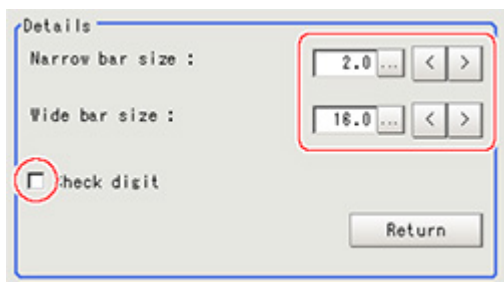 Details
Narrow bar size : 2.0 ... < >
Wide bar size : 16.0 ... < >
Check digit
Return